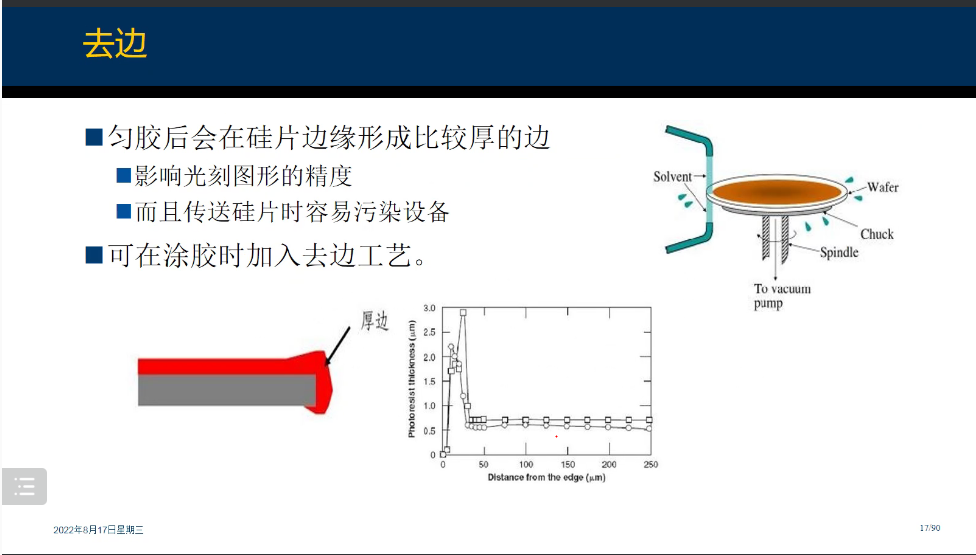 去边
■匀胶后会在硅片边缘形成比较厚的边
■影响光刻图形的精度
■而且传送硅片时容易污染设备
■可在涂胶时加入去边工艺。
Solvent
Wafer
Chuck
Spindle
To vacuum
pump
厚边
Photoresist thickness (μm)
3.0
2.5
2.0
1.5
1.0
0.5
0
0 50 100 150 200 250
Distance from the edge (μm)
2022年8月17日星期三
17/90